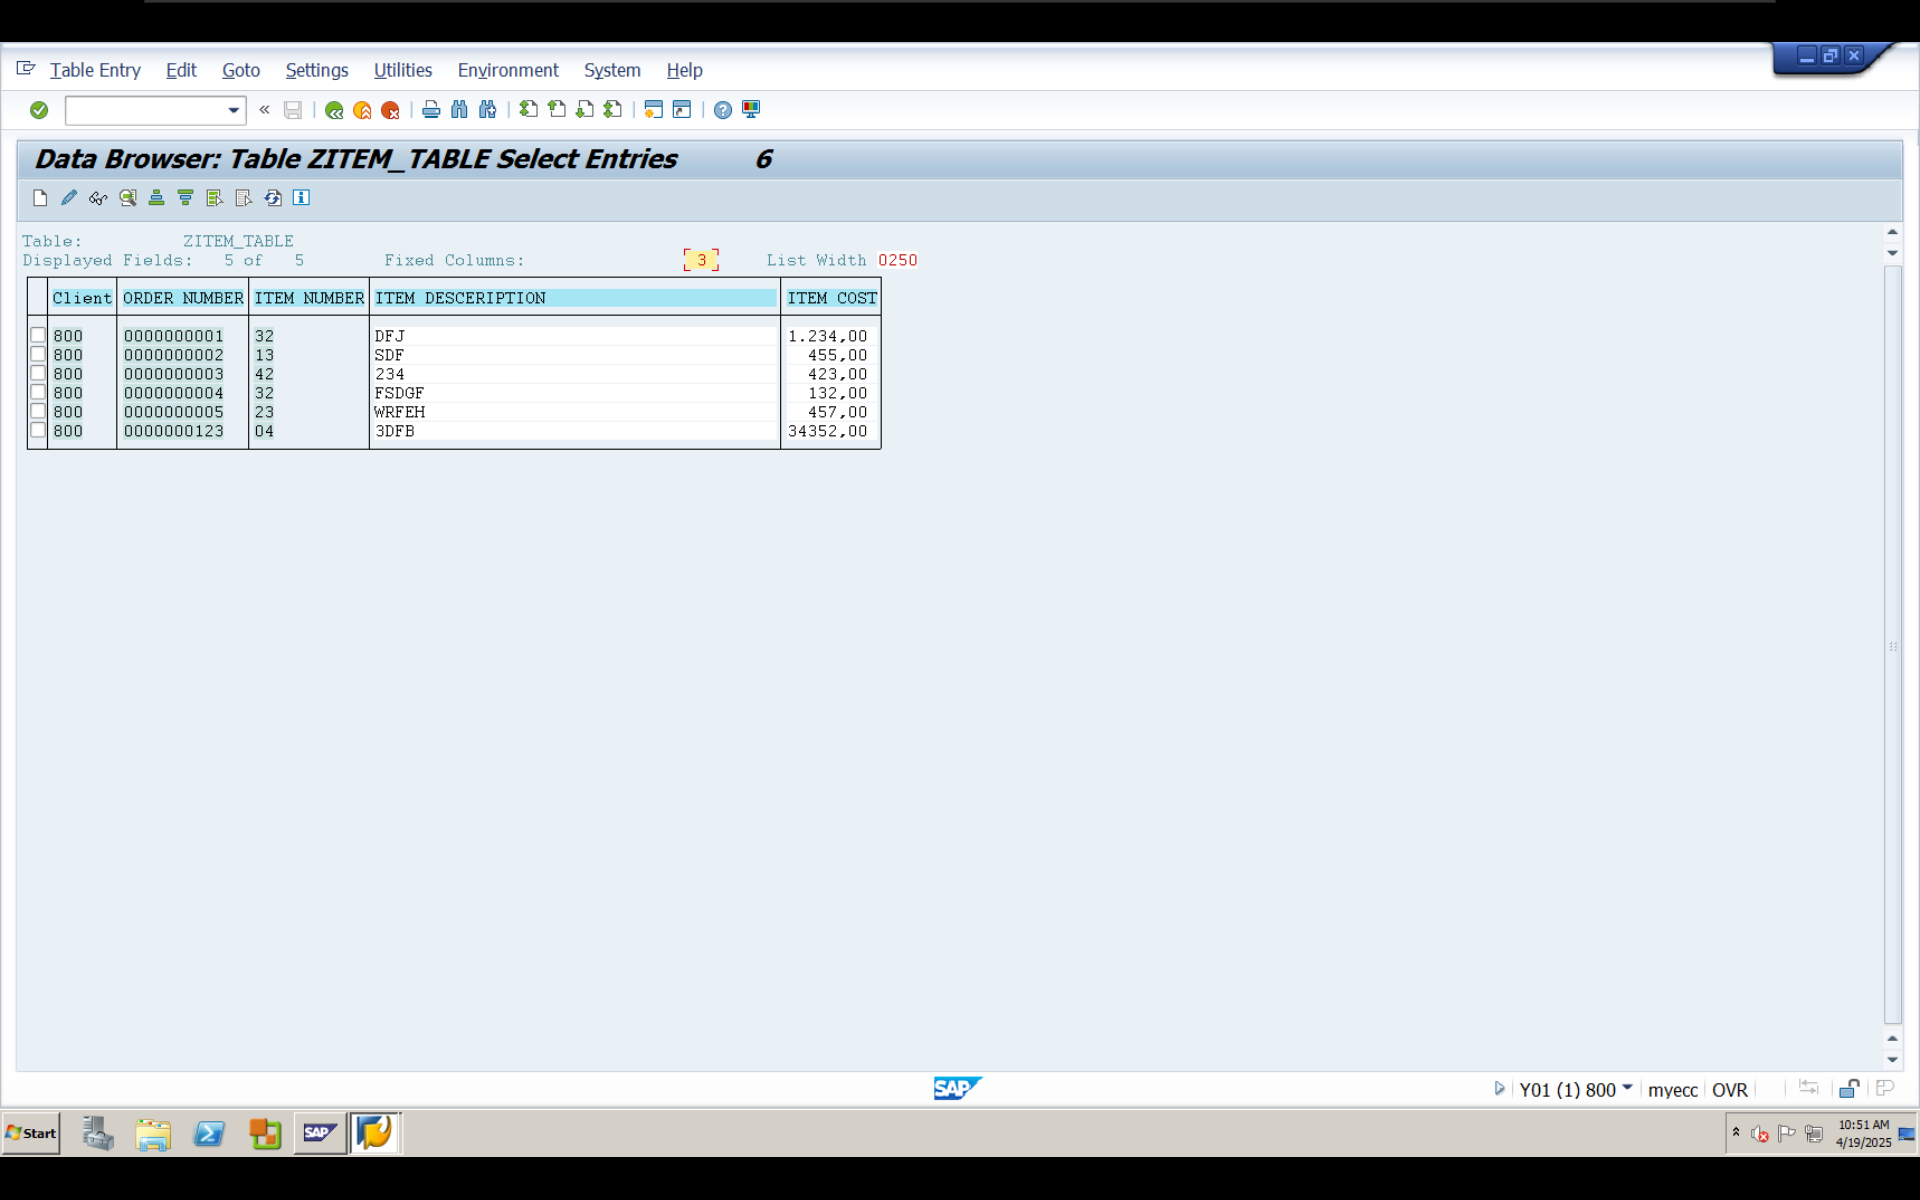 Table Entry Edit Goto Settings Utilities Environment System Help
Data Browser: Table ZITEM_TABLE Select Entries 6
Table: ZITEM_TABLE
Displayed Fields: 5 of 5 Fixed Columns: 3 List Width 0250
Client ORDER NUMBER ITEM NUMBER ITEM DESCERIPTION ITEM COST
800 0000000001 32 DFJ 1.234,00
800 0000000002 13 SDF 455,00
800 0000000003 42 234 423,00
800 0000000004 32 FSDGF 132,00
800 0000000005 23 WRFEH 457,00
800 0000000123 04 3DFB 34352,00
SAP Y01 (1) 800 myecc OVR
Start SAP 10:51 AM
4/19/2025